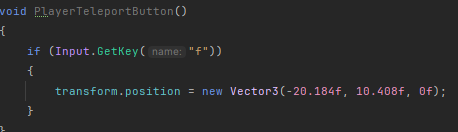 void PlayerTeleportButton()
{
if (Input.GetKey( name: "f"))
{
transform.position = new Vector3(-20.184f, 10.408f, 0f);
}
}